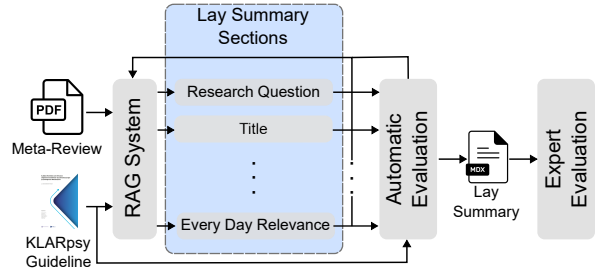 Lay Summary
Sections
PDF
Meta-Review
KLARpsy
Guideline
RAG System
Research Question
Title
Every Day Relevance
Automatic
Evaluation
MDX
Lay
Summary
Expert
Evaluation